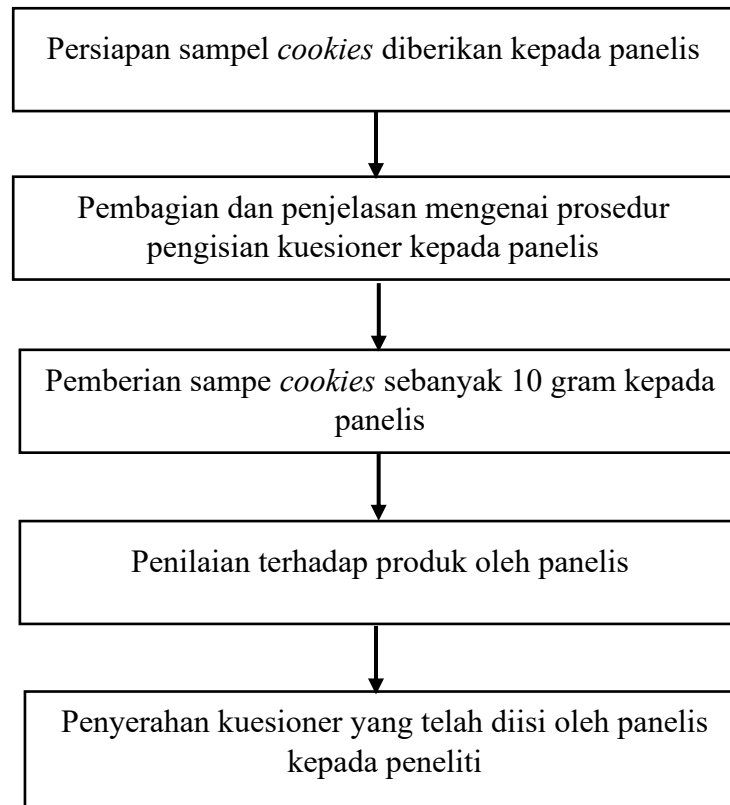 Persiapan sampel cookies diberikan kepada panelis
Pembagian dan penjelasan mengenai prosedur
pengisian kuesioner kepada panelis
Pemberian sampe cookies sebanyak 10 gram kepada
panelis
Penilaian terhadap produk oleh panelis
Penyerahan kuesioner yang telah diisi oleh panelis
kepada peneliti